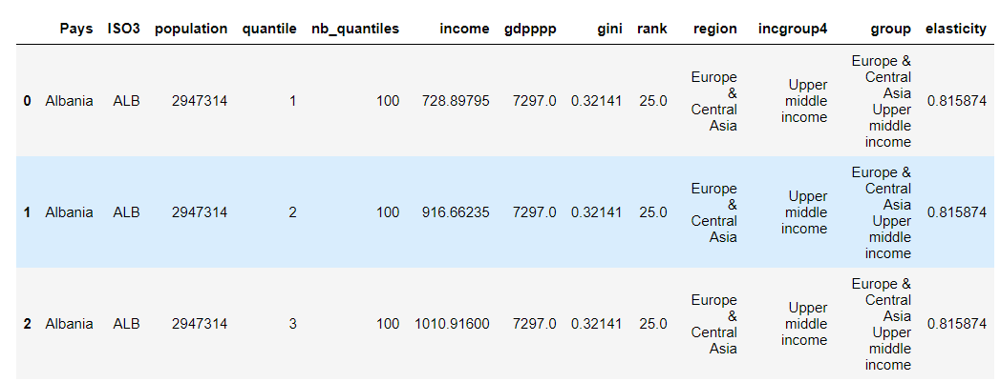 Pays ISO3 population quantile nb_quantiles income gdpppp gini rank region incgroup4 group elasticity
0 Albania ALB 2947314 1 100 728.89795 7297.0 0.32141 25.0 Europe & Central Asia Upper middle income Europe & Central Asia Upper middle income 0.815874
1 Albania ALB 2947314 2 100 916.66235 7297.0 0.32141 25.0 Europe & Central Asia Upper middle income Europe & Central Asia Upper middle income 0.815874
2 Albania ALB 2947314 3 100 1010.91600 7297.0 0.32141 25.0 Europe & Central Asia Upper middle income Europe & Central Asia Upper middle income 0.815874